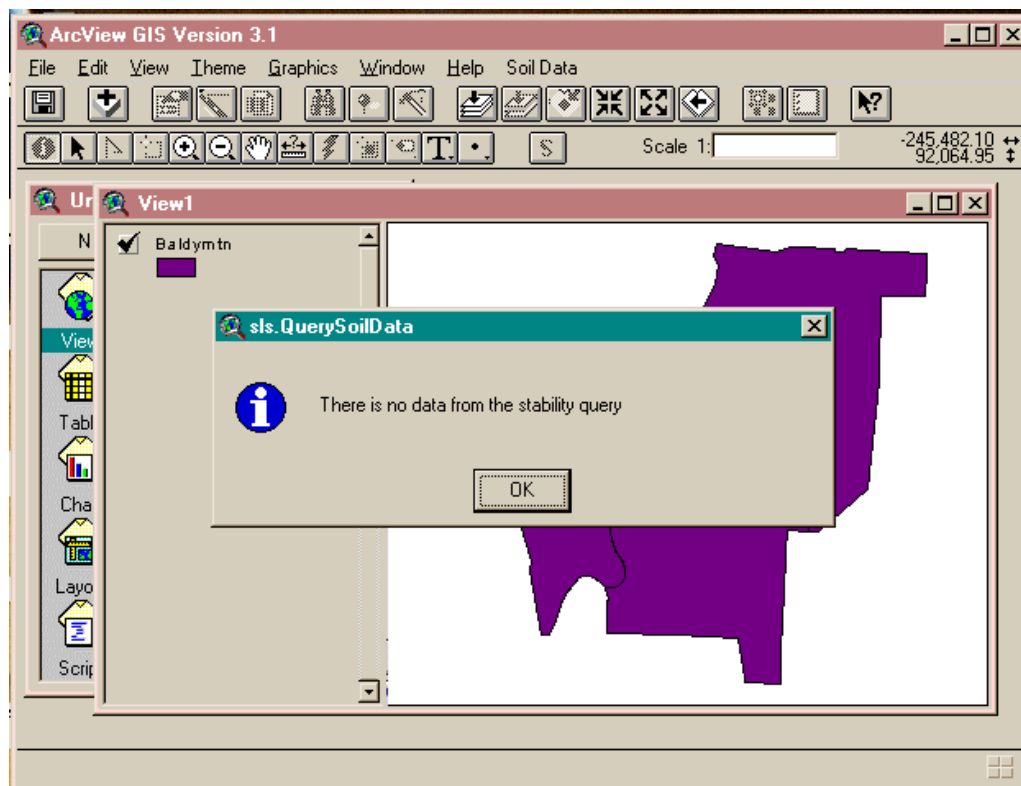 ArcView GIS Version 3.1
File Edit View Theme Graphics Window Help Soil Data
T
S
Scale 1:
-245,482.10
92,064.95
Ur
View1
N
Baldymtn
View
sls.QuerySoilData
There is no data from the stability query
OK
Tabl
Cha
Layo
Scrip